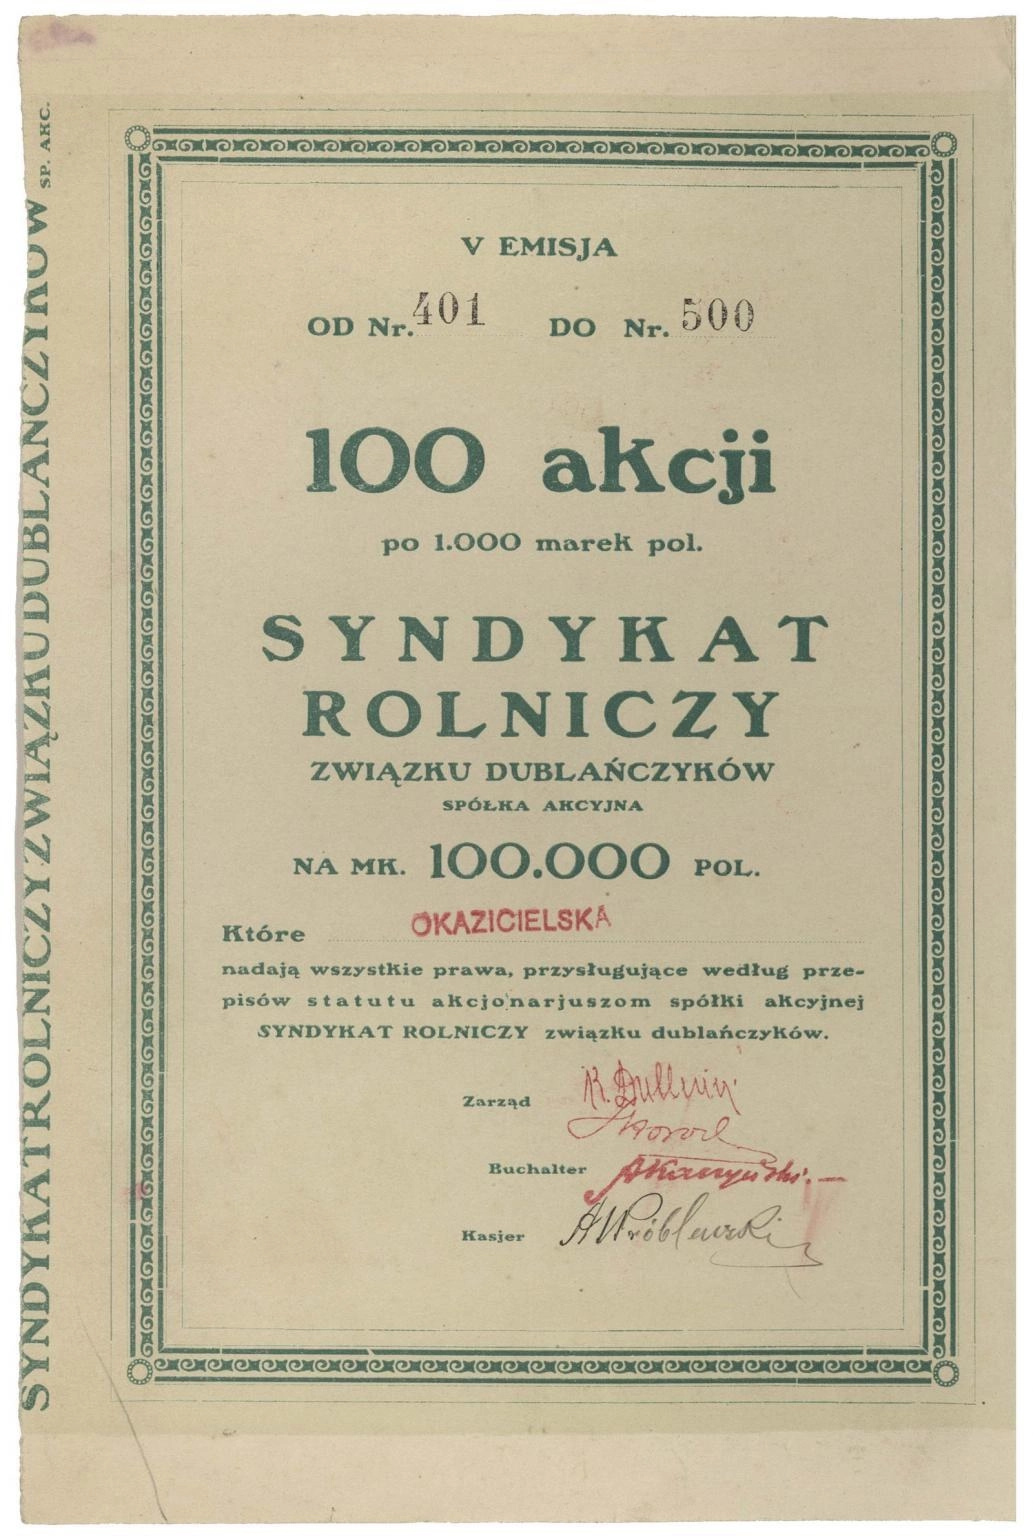 V EMISJA
OD Nr. 401 DO Nr. 500
100 akcji
po 1.000 marek pol.
SYNDYKAT
ROLNICZY
ZWIĄZKU DUBLAŃCZYKÓW
SPÓŁKA AKCYJNA
NA MK. 100.000 POL.
Które OKAZICIELSKA
nadają wszystkie prawa, przysługujące według prze-
pisów statutu akcjonarjuszom spółki akcyjnej
SYNDYKAT ROLNICZY związku dublańczyków.
Zarząd
Buchalter
Kasjer AWróblewski
SYNDYKAT ROLNICZY ZWIĄZKU DUBLAŃCZYKÓW SP. AKC.